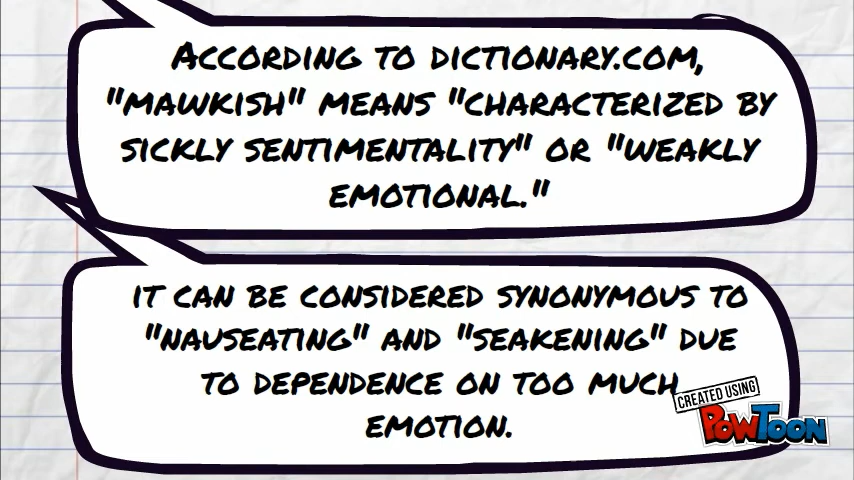 According to dictionary.com,
"mawkish" means "characterized by
sickly sentimentality" or "weakly
emotional."
it can be considered synonymous to
"nauseating" and "seakening" due
to dependence on too much
emotion.
CREATED USING
POWTOON